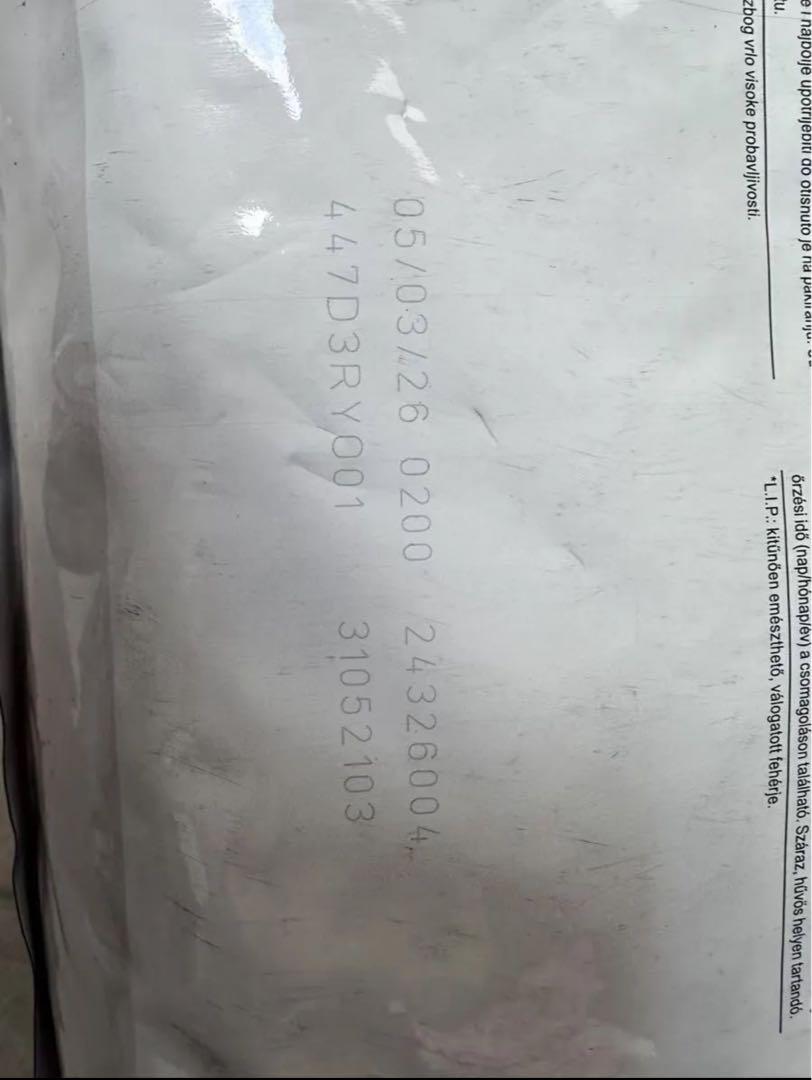 05/03/26 0200 24326004
447D3RY001 31052103
zbog vrlo visoke probavljivosti.
őrzési idő (nap/hónap/év) a csomagoláson található. Száraz, hűvös helyen tartandó.
*L.I.P.: kitűnően emészthető, válogatott fehérje.